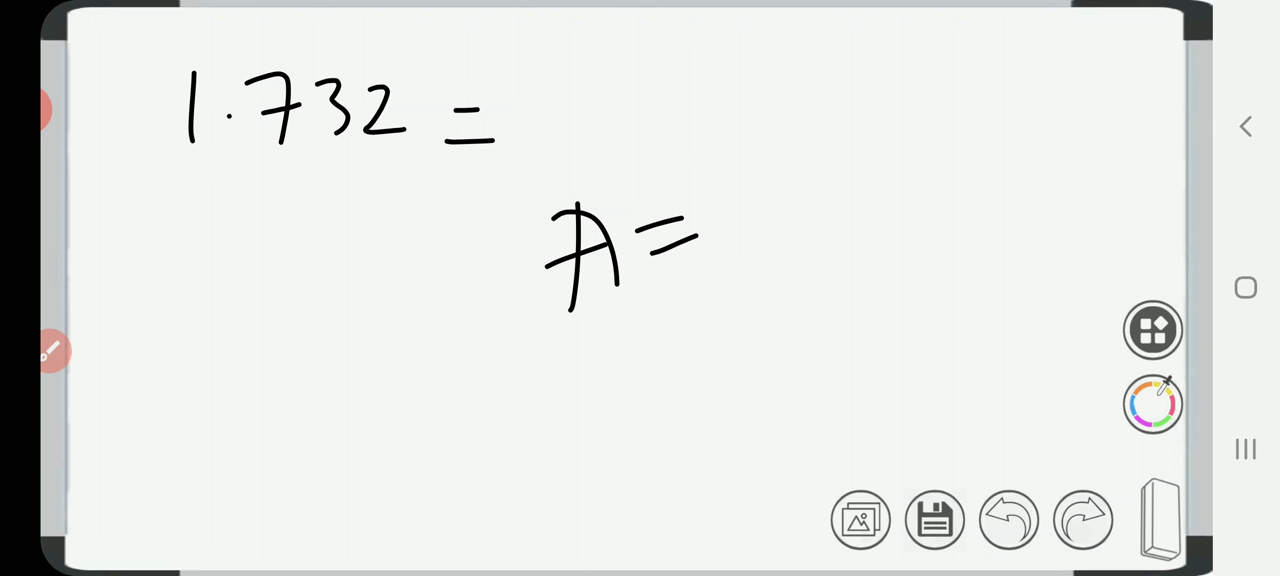 1.732 =
A =